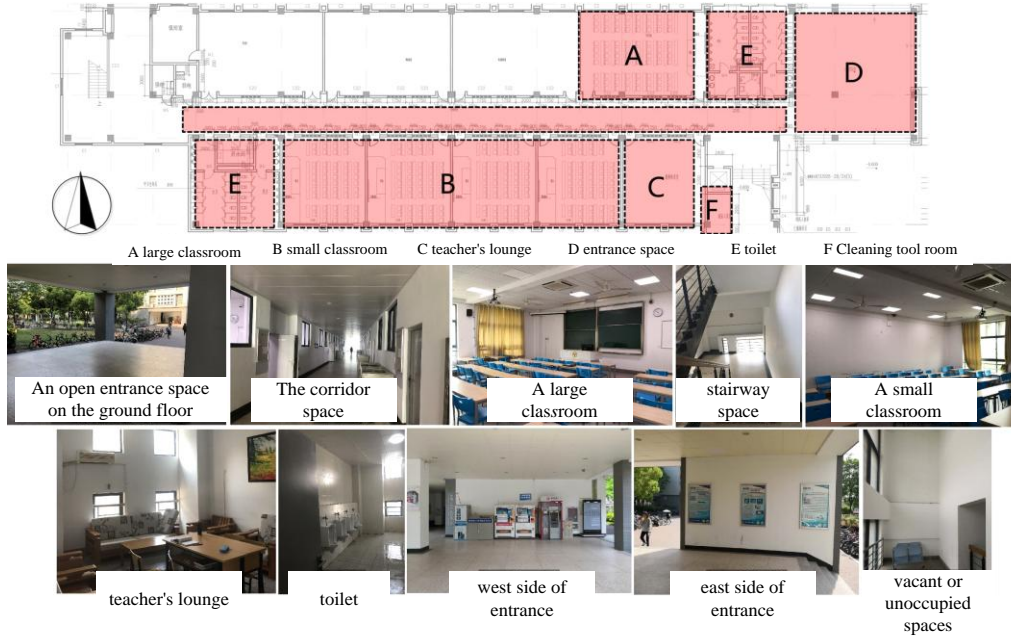 A
E
D
E
B
C
F
A large classroom
B small classroom
C teacher's lounge
D entrance space
E toilet
F Cleaning tool room
An open entrance space
on the ground floor
The corridor
space
A large
classroom
stairway
space
A small
classroom
teacher's lounge
toilet
west side of
entrance
east side of
entrance
vacant or
unoccupied
spaces